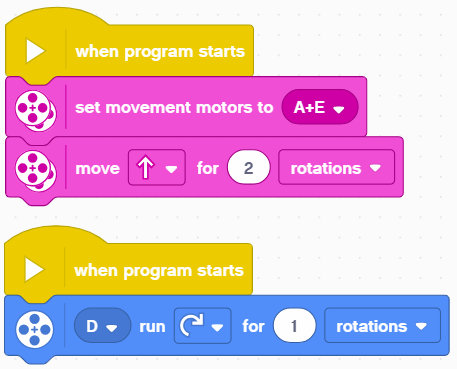 when program starts
set movement motors to A+E
move for 2 rotations
when program starts
D run for 1 rotations